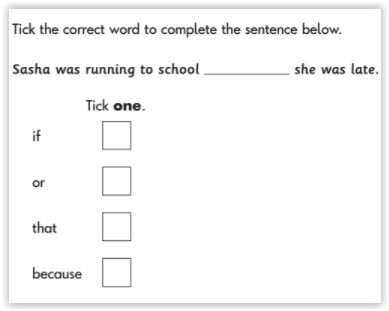 Tick the correct word to complete the sentence below.
Sasha was running to school __________ she was late.
Tick one.
if
or
that
because